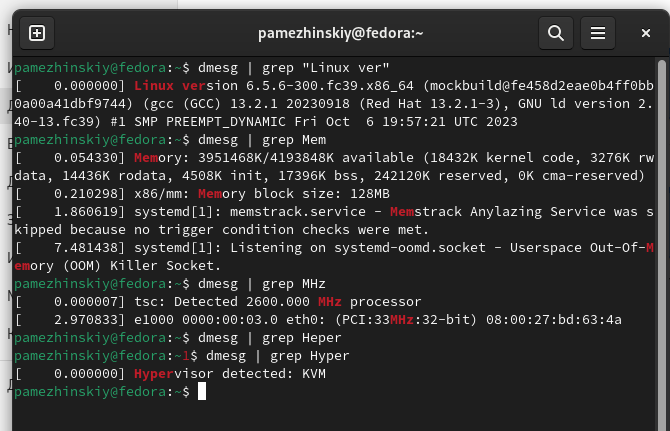 pamezhinskiy@fedora:~
pamezhinskiy@fedora:~$ dmesg | grep "Linux ver"
[    0.000000] Linux version 6.5.6-300.fc39.x86_64 (mockbuild@fe458d2eae0b4ff0bb
0a00a41dbf9744) (gcc (GCC) 13.2.1 20230918 (Red Hat 13.2.1-3), GNU ld version 2.
40-13.fc39) #1 SMP PREEMPT_DYNAMIC Fri Oct  6 19:57:21 UTC 2023
pamezhinskiy@fedora:~$ dmesg | grep Mem
[    0.054330] Memory: 3951468K/4193848K available (18432K kernel code, 3276K rw
data, 14436K rodata, 4508K init, 17396K bss, 242120K reserved, 0K cma-reserved)
[    0.210298] x86/mm: Memory block size: 128MB
[    1.860619] systemd[1]: memstrack.service - Memstrack Anylazing Service was s
kipped because no trigger condition checks were met.
[    7.481438] systemd[1]: Listening on systemd-oomd.socket - Userspace Out-Of-M
emory (OOM) Killer Socket.
pamezhinskiy@fedora:~$ dmesg | grep MHz
[    0.000007] tsc: Detected 2600.000 MHz processor
[    2.970833] e1000 0000:00:03.0 eth0: (PCI:33MHz:32-bit) 08:00:27:bd:63:4a
pamezhinskiy@fedora:~$ dmesg | grep Heper
pamezhinskiy@fedora:~1$ dmesg | grep Hyper
[    0.000000] Hypervisor detected: KVM
pamezhinskiy@fedora:~$